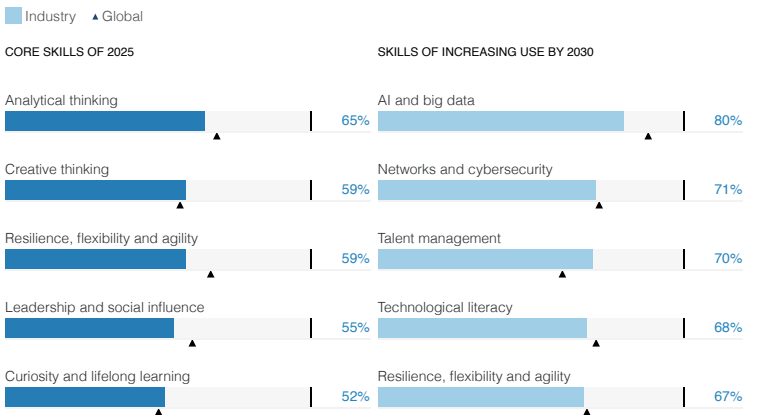 Industry Global
CORE SKILLS OF 2025
Analytical thinking
65%
Creative thinking
59%
Resilience, flexibility and agility
59%
Leadership and social influence
55%
Curiosity and lifelong learning
52%
SKILLS OF INCREASING USE BY 2030
AI and big data
80%
Networks and cybersecurity
71%
Talent management
70%
Technological literacy
68%
Resilience, flexibility and agility
67%